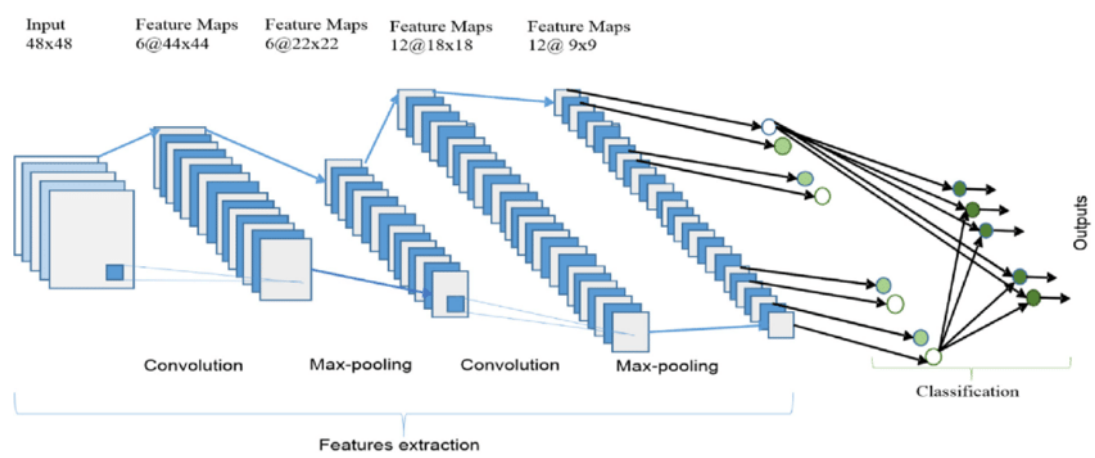 Input
48x48
Feature Maps
6@44x44
Feature Maps
6@22x22
Feature Maps
12@18x18
Feature Maps
12@ 9x9
Outputs
Convolution
Max-pooling
Convolution
Max-pooling
Classification
Features extraction